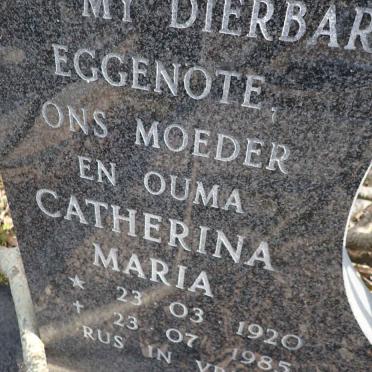 MY DIERBAR
EGGENOTE,
ONS MOEDER
EN OUMA
CATHERINA
MARIA
* 23 03 1920
+ 23 07 1985
RUS IN